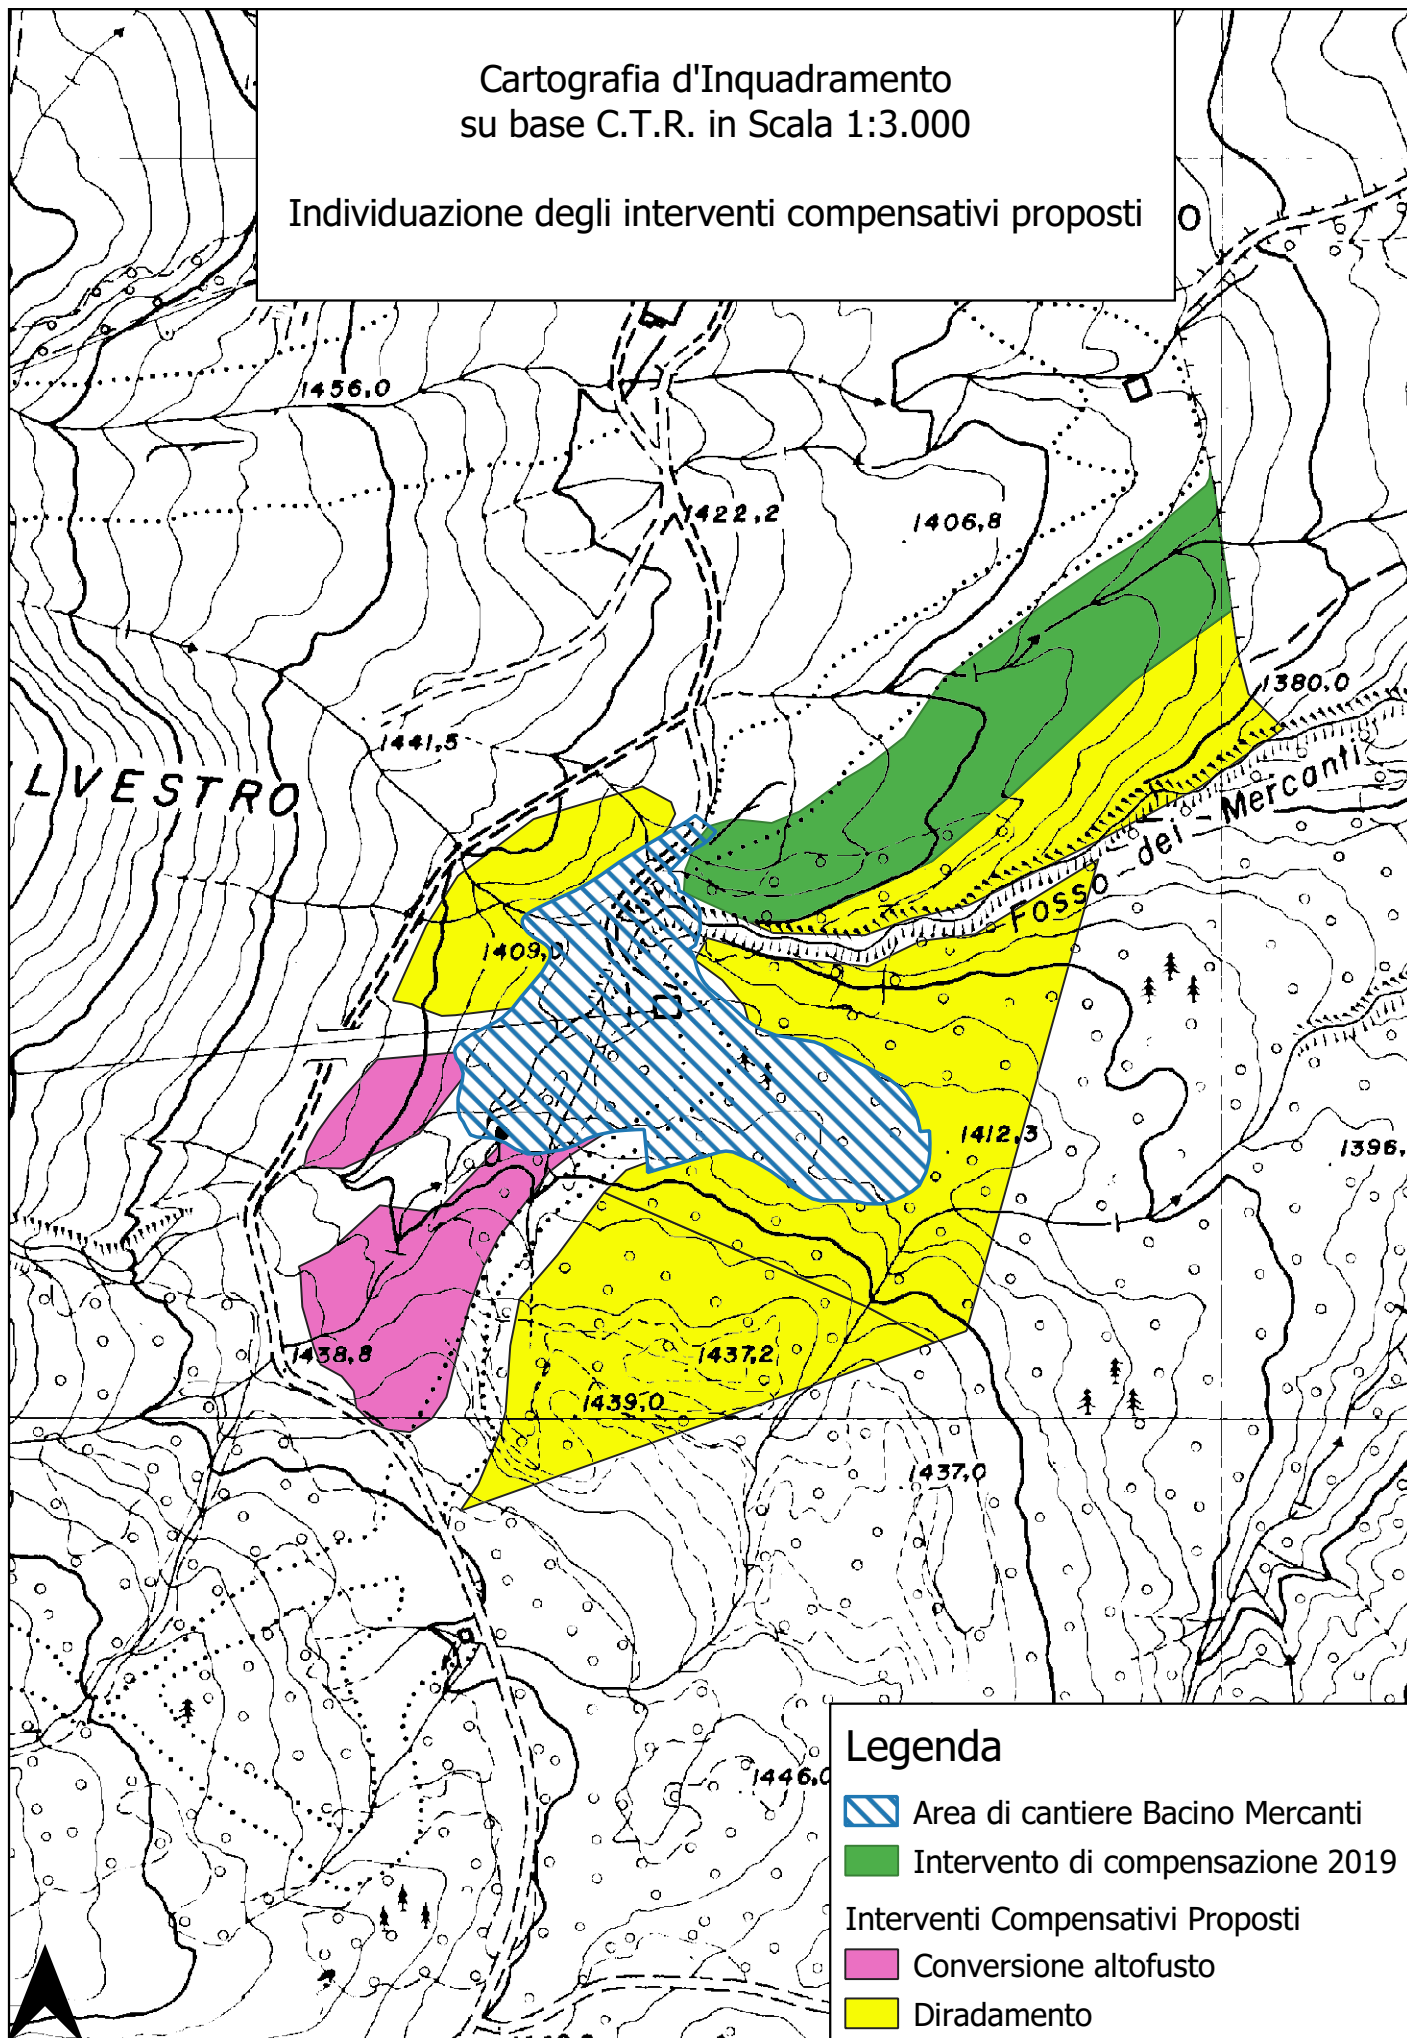 Cartografia d'Inquadramento
su base C.T.R. in Scala 1:3.000
Individuazione degli interventi compensativi proposti
O
1456,0
1422,2
1406,8
1380,0
1441,5
LVESTRO
Fosso dei Mercanti
1409,0
1412,3
1396,
1438,8
1437,2
1439,0
1437,0
1446,0
Legenda
Area di cantiere Bacino Mercanti
Intervento di compensazione 2019
Interventi Compensativi Proposti
Conversione altofusto
Diradamento